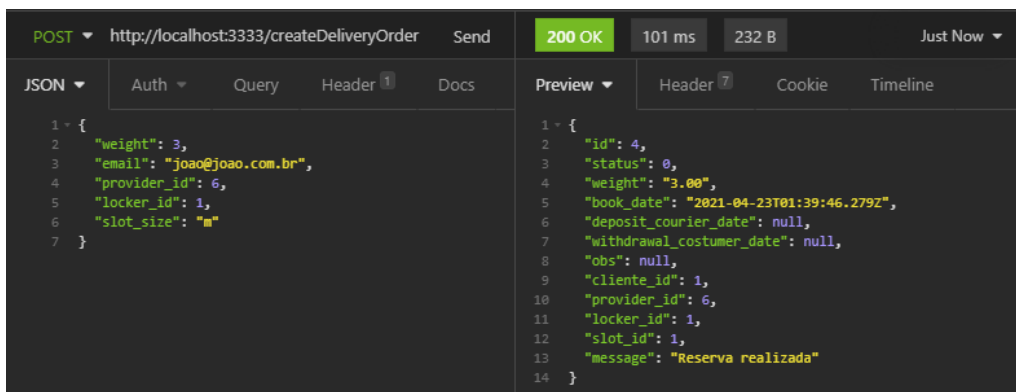 POST http://localhost:3333/createDeliveryOrder Send
JSON Auth Query Header 1 Docs
1 {
2 "weight": 3,
3 "email": "joao@joao.com.br",
4 "provider_id": 6,
5 "locker_id": 1,
6 "slot_size": "m"
7 }
200 OK 101 ms 232 B Just Now
Preview Header 7 Cookie Timeline
1 {
2 "id": 4,
3 "status": 0,
4 "weight": "3.00",
5 "book_date": "2021-04-23T01:39:46.279Z",
6 "deposit_courier_date": null,
7 "withdrawal_costumer_date": null,
8 "obs": null,
9 "cliente_id": 1,
10 "provider_id": 6,
11 "locker_id": 1,
12 "slot_id": 1,
13 "message": "Reserva realizada"
14 }